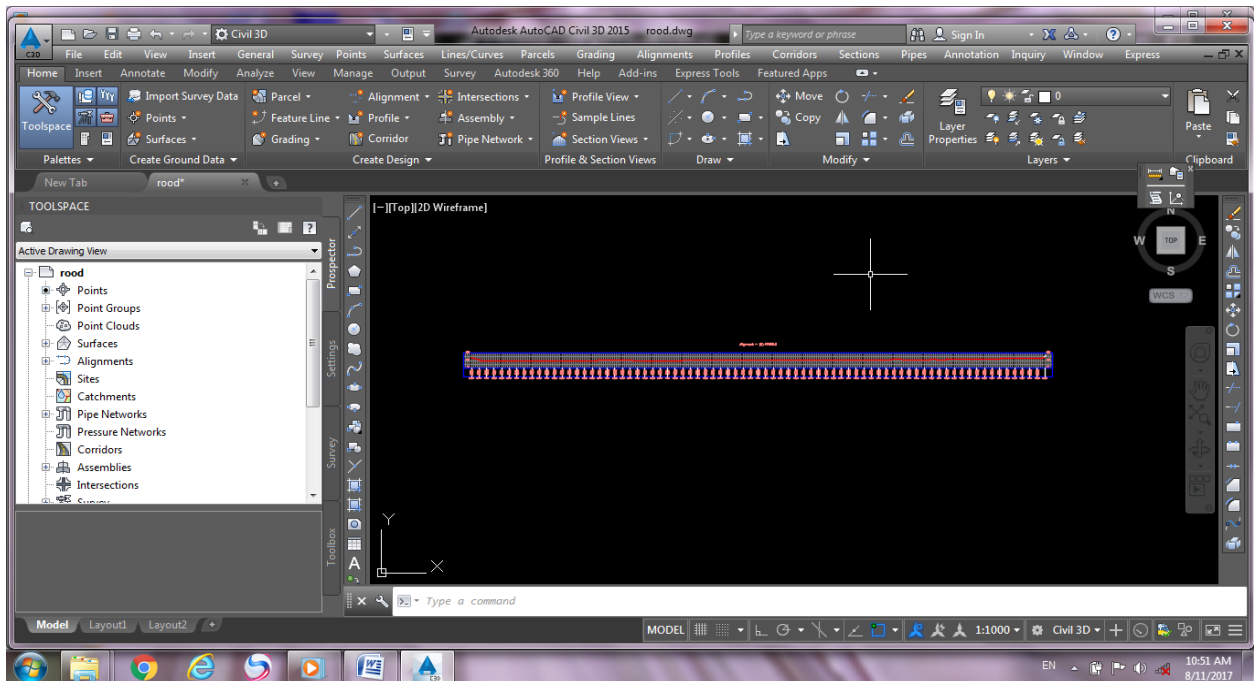 Civil 3D
Autodesk AutoCAD Civil 3D 2015 rood.dwg
Type a keyword or phrase
Sign In
C3D
File Edit View Insert General Survey Points Surfaces Lines/Curves Parcels Grading Alignments Profiles Corridors Sections Pipes Annotation Inquiry Window Express
Home Insert Annotate Modify Analyze View Manage Output Survey Autodesk 360 Help Add-ins Express Tools Featured Apps
Toolspace
Import Survey Data Parcel Alignment Intersections Profile View Move 0
Points Feature Line Profile Assembly Sample Lines Copy
Surfaces Grading Corridor Pipe Network Section Views
Layer Properties
Paste
Palettes Create Ground Data Create Design Profile & Section Views Draw Modify Layers Clipboard
New Tab rood*
TOOLSPACE
[−][Top][2D Wireframe]
N
W TOP E
S
WCS
Active Drawing View
rood
Points
Point Groups
Point Clouds
Surfaces
Alignments
Sites
Catchments
Pipe Networks
Pressure Networks
Corridors
Assemblies
Intersections
Survey
Prospector
Settings
Survey
Toolbox
A
Y
X
Type a command
Model Layout1 Layout2 +
MODEL 1:1000 Civil 3D
EN
10:51 AM
8/11/2017